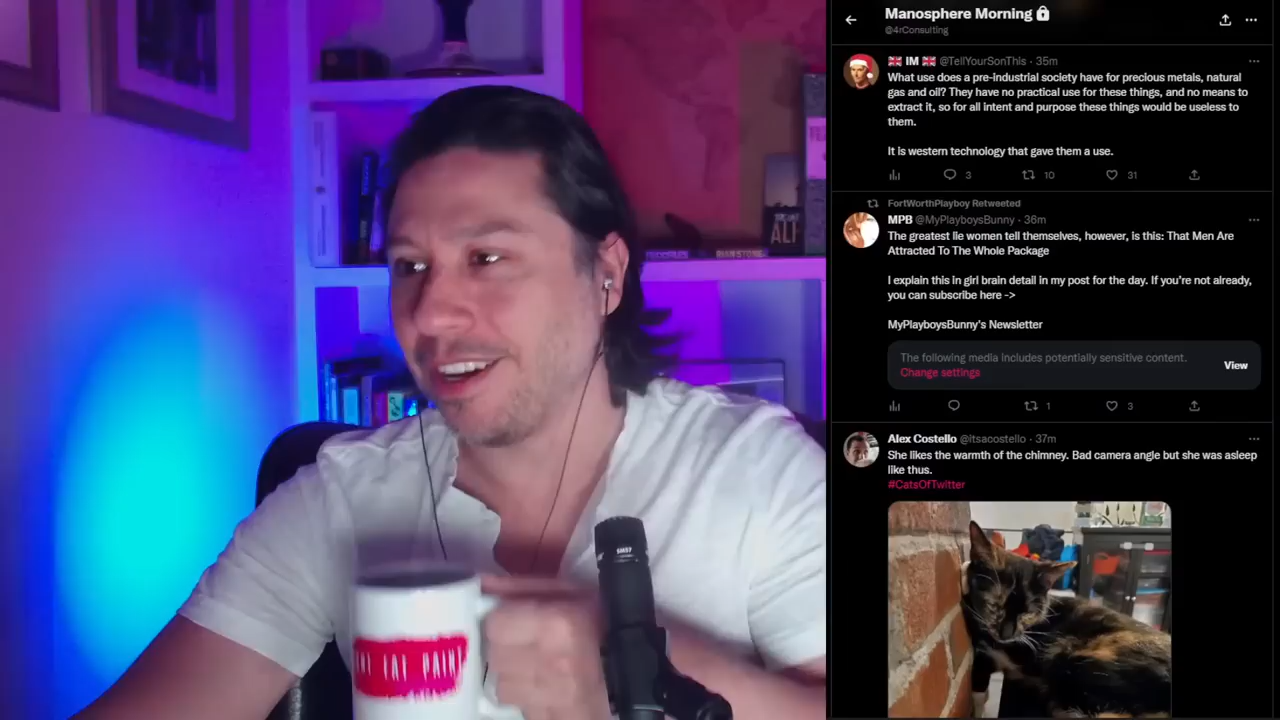 Manosphere Morning
@4rConsulting
IM @TellYourSonThis · 35m
What use does a pre-industrial society have for precious metals, natural
gas and oil? They have no practical use for these things, and no means to
extract it, so for all intent and purpose these things would be useless to
them.
It is western technology that gave them a use.
3 10 31
FortWorthPlayboy Retweeted
MPB @MyPlayboysBunny · 36m
The greatest lie women tell themselves, however, is this: That Men Are
Attracted To The Whole Package
I explain this in girl brain detail in my post for the day. If you're not already,
you can subscribe here ->
MyPlayboysBunny's Newsletter
The following media includes potentially sensitive content.
Change settings
View
1 3
Alex Costello @itsacostello · 37m
She likes the warmth of the chimney. Bad camera angle but she was asleep
like thus.
#CatsOfTwitter
SM57